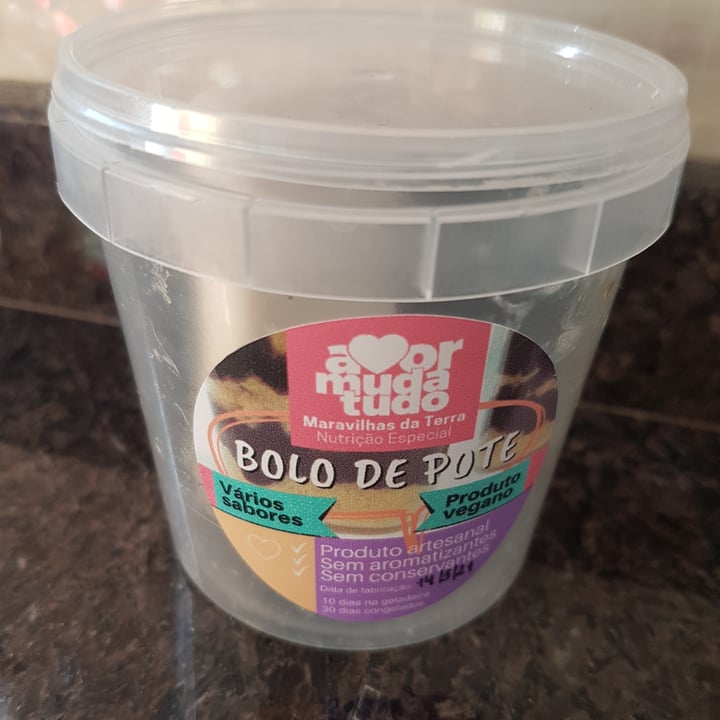 amor
muda
tudo
Maravilhas da Terra
Nutrição Especial
BOLO DE POTE
Vários
sabores
Produto
vegano
Produto artesanal
Sem aromatizantes
Sem conservantes
Data de fabricação:
10 dias na geladeira
30 dias congelados